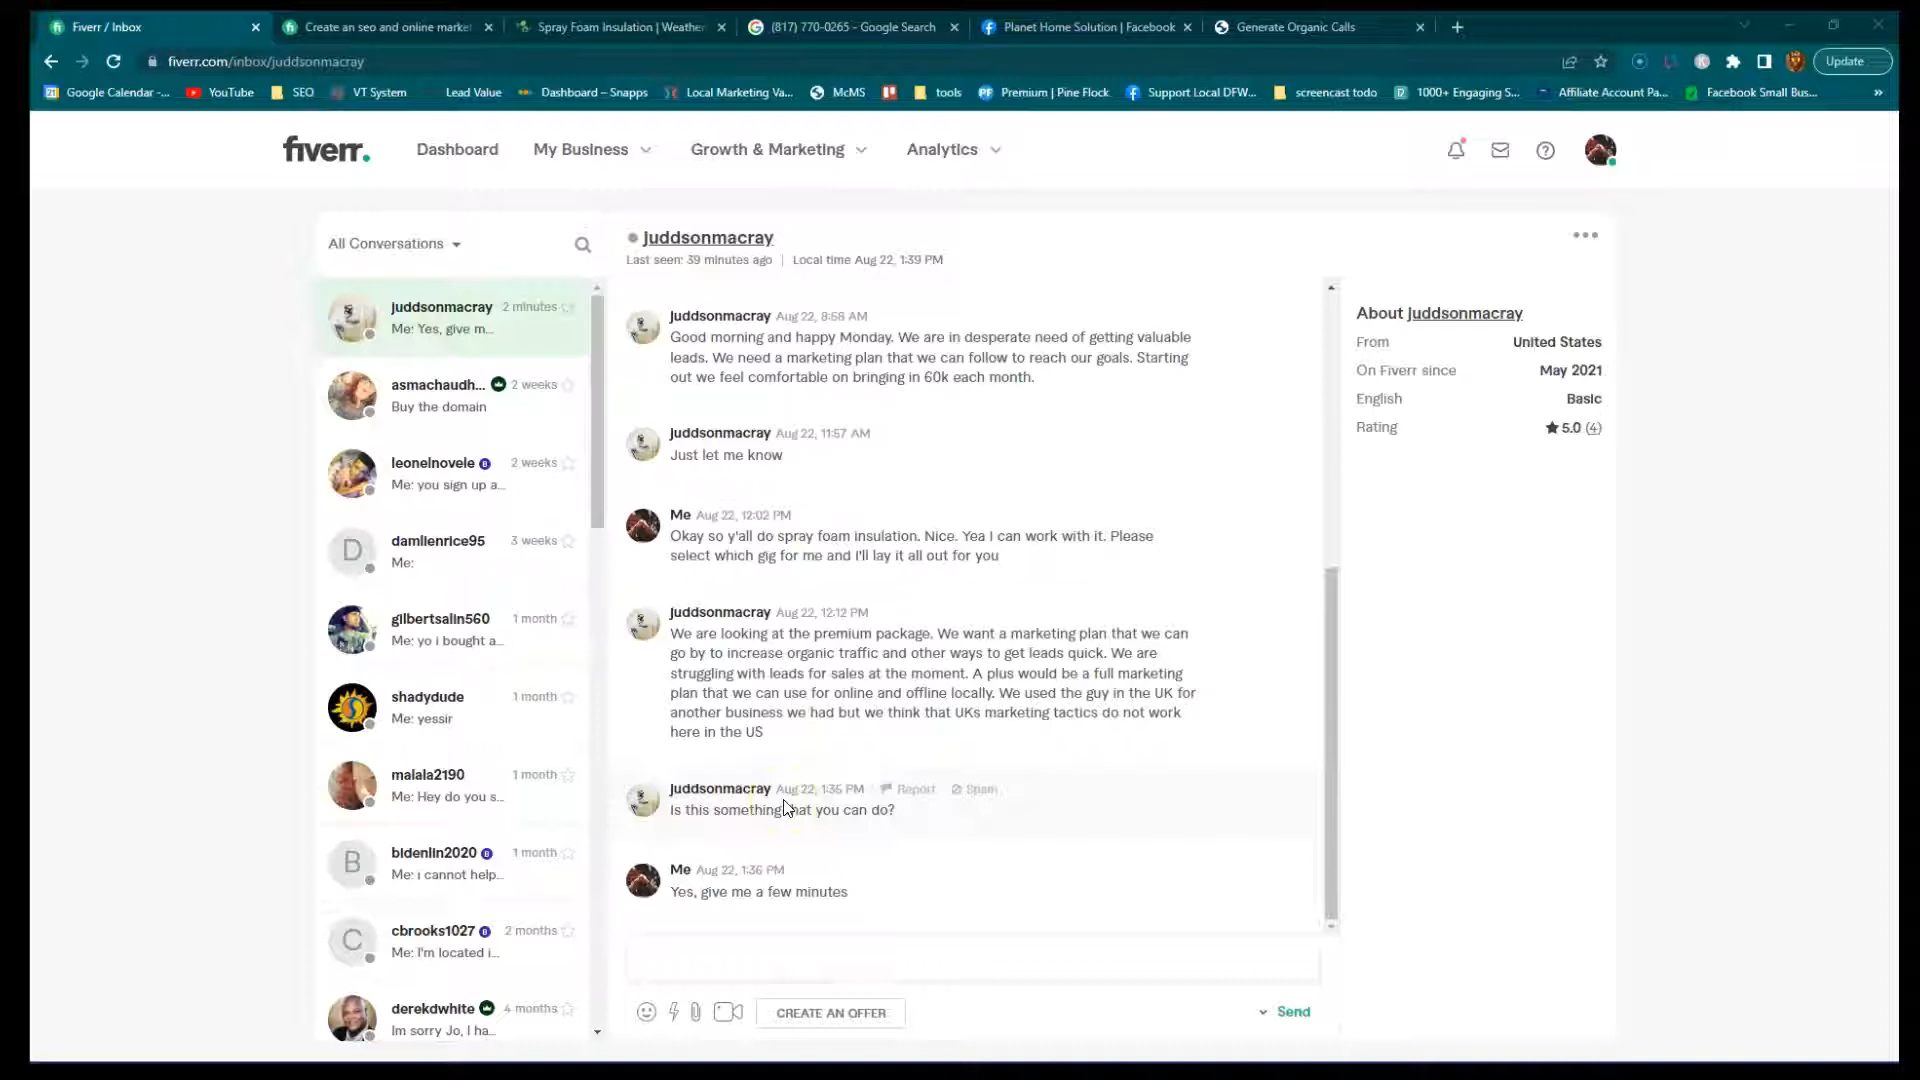 Fiverr / Inbox
Create an seo and online market
Spray Foam Insulation | Weather
(817) 770-0265 - Google Search
Planet Home Solution | Facebook
Generate Organic Calls
fiverr.com/inbox/juddsonmacray
Update
Google Calendar -...
YouTube
SEO
VT System
Lead Value
Dashboard – Snapps
Local Marketing Va...
McMS
tools
Premium | Pine Flock
Support Local DFW...
screencast todo
1000+ Engaging S...
Affiliate Account Pa...
Facebook Small Bus...
»
fiverr.
Dashboard
My Business
Growth & Marketing
Analytics
All Conversations
juddsonmacray 2 minutes
Me: Yes, give m...
asmachaudh... 2 weeks
Buy the domain
leonelnovele 2 weeks
Me: you sign up a...
D
damienrice95 3 weeks
Me:
gilbertsalin560 1 month
Me: yo i bought a...
shadydude 1 month
Me: yessir
malala2190 1 month
Me: Hey do you s...
B
bidenlin2020 1 month
Me: i cannot help...
C
cbrooks1027 2 months
Me: I'm located i...
derekdwhite 4 months
Im sorry Jo, I ha...
juddsonmacray
Last seen: 39 minutes ago | Local time Aug 22, 1:39 PM
juddsonmacray Aug 22, 8:58 AM
Good morning and happy Monday. We are in desperate need of getting valuable
leads. We need a marketing plan that we can follow to reach our goals. Starting
out we feel comfortable on bringing in 60k each month.
juddsonmacray Aug 22, 11:57 AM
Just let me know
Me Aug 22, 12:02 PM
Okay so y'all do spray foam insulation. Nice. Yea I can work with it. Please
select which gig for me and I'll lay it all out for you
juddsonmacray Aug 22, 12:12 PM
We are looking at the premium package. We want a marketing plan that we can
go by to increase organic traffic and other ways to get leads quick. We are
struggling with leads for sales at the moment. A plus would be a full marketing
plan that we can use for online and offline locally. We used the guy in the UK for
another business we had but we think that UKs marketing tactics do not work
here in the US
juddsonmacray Aug 22, 1:35 PM Report Spam
Is this something that you can do?
Me Aug 22, 1:36 PM
Yes, give me a few minutes
CREATE AN OFFER
Send
About juddsonmacray
From United States
On Fiverr since May 2021
English Basic
Rating 5.0 (4)